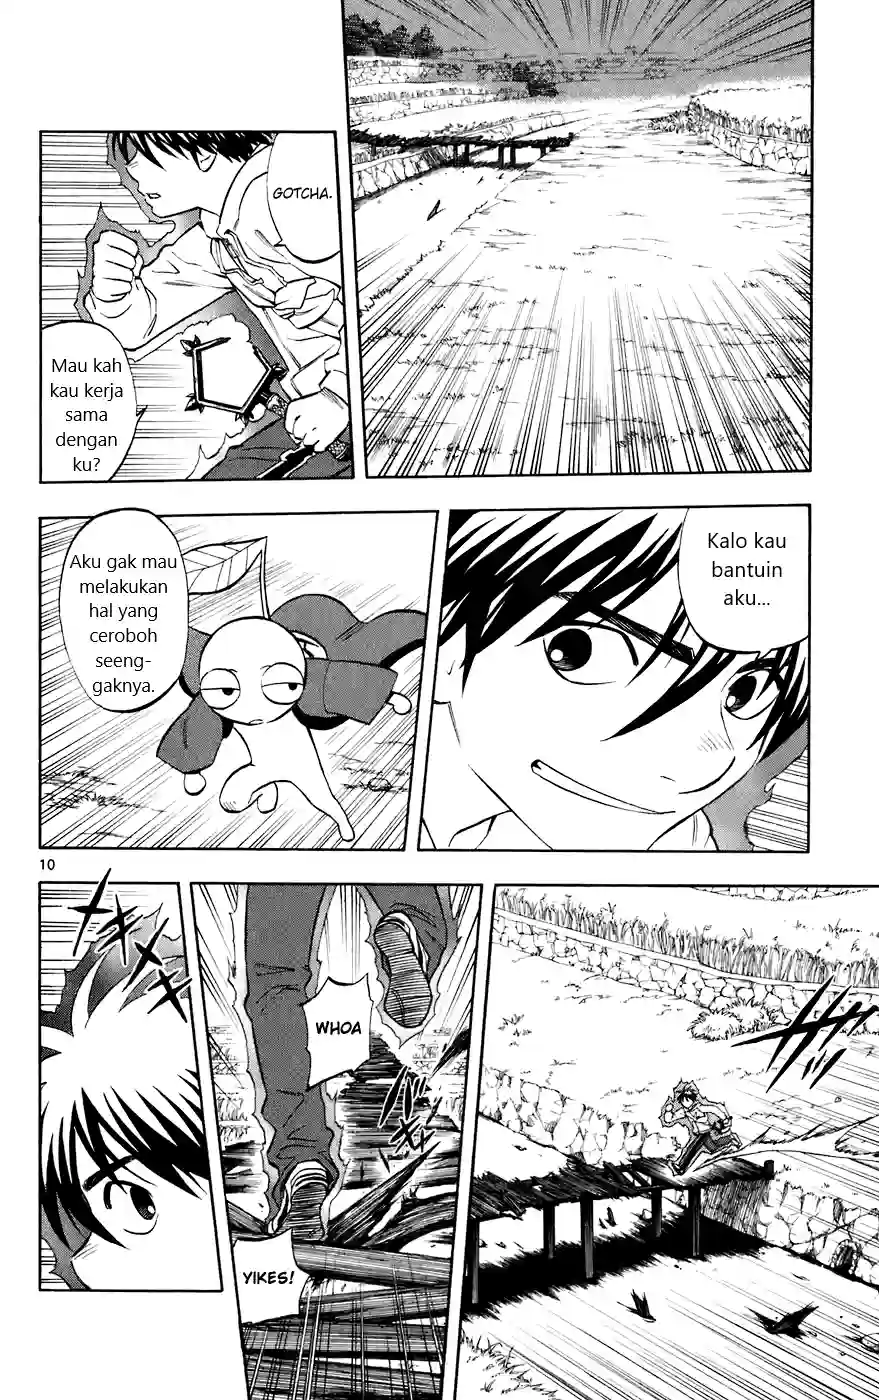 GOTCHA.
Mau kah
kau kerja
sama
dengan
ku?
Kalo kau
bantuin
aku...
Aku gak mau
melakukan
hal yang
ceroboh
seeng-
gaknya.
10
WHOA
YIKES!